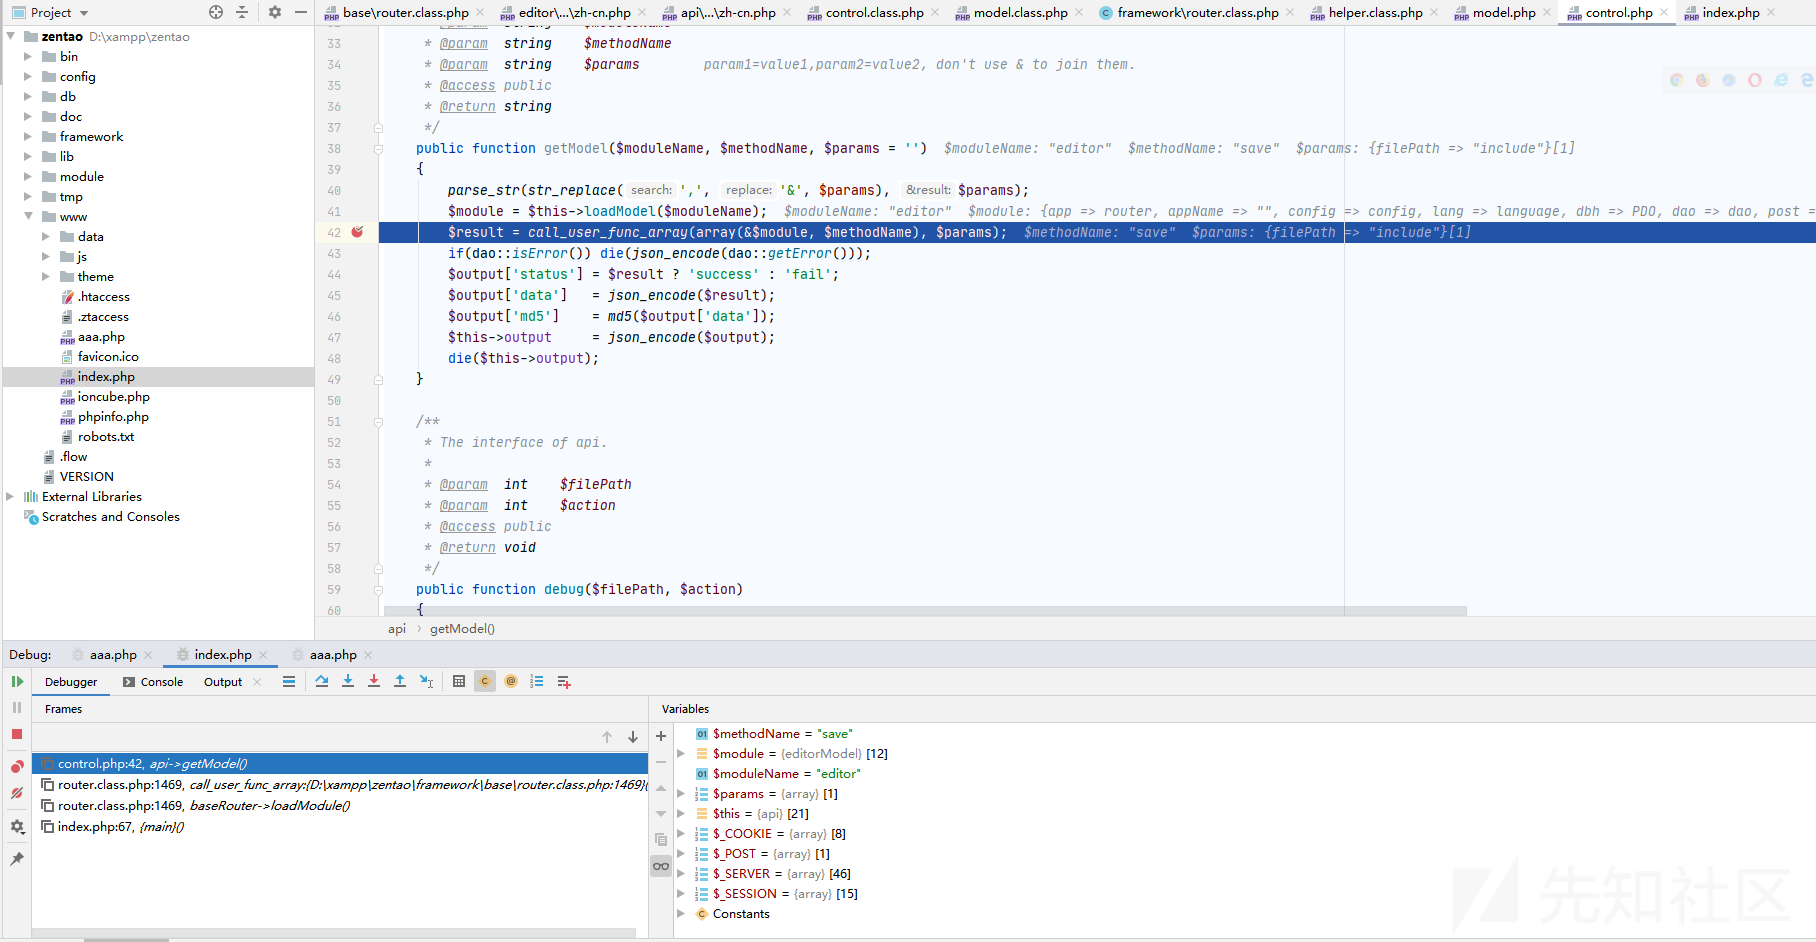 Project
base\router.class.php
editor\...\zh-cn.php
api\...\zh-cn.php
control.class.php
model.class.php
framework\router.class.php
helper.class.php
model.php
control.php
index.php
zentao D:\xampp\zentao
bin
config
db
doc
framework
lib
module
tmp
www
data
js
theme
.htaccess
.ztaccess
aaa.php
favicon.ico
index.php
ioncube.php
phpinfo.php
robots.txt
.flow
VERSION
External Libraries
Scratches and Consoles
33 * @param string $methodName
34 * @param string $params param1=value1,param2=value2, don't use & to join them.
35 * @access public
36 * @return string
37 */
38 public function getModel($moduleName, $methodName, $params = '') $moduleName: "editor" $methodName: "save" $params: {filePath => "include"}[1]
39 {
40 parse_str(str_replace( search: ',', replace: '&', $params), &result: $params);
41 $module = $this->loadModel($moduleName); $moduleName: "editor" $module: {app => router, appName => "", config => config, lang => language, dbh => PDO, dao => dao, post =
42 $result = call_user_func_array(array(&$module, $methodName), $params); $methodName: "save" $params: {filePath => "include"}[1]
43 if(dao::isError()) die(json_encode(dao::getError()));
44 $output['status'] = $result ? 'success' : 'fail';
45 $output['data'] = json_encode($result);
46 $output['md5'] = md5($output['data']);
47 $this->output = json_encode($output);
48 die($this->output);
49 }
50
51 /**
52 * The interface of api.
53 *
54 * @param int $filePath
55 * @param int $action
56 * @access public
57 * @return void
58 */
59 public function debug($filePath, $action)
60 {
api › getModel()
Debug: aaa.php index.php aaa.php
Debugger Console Output
Frames
control.php:42, api->getModel()
router.class.php:1469, call_user_func_array:{D:\xampp\zentao\framework\base\router.class.php:1469}(
router.class.php:1469, baseRouter->loadModule()
index.php:67, {main}()
Variables
$methodName = "save"
$module = {editorModel} [12]
$moduleName = "editor"
$params = {array} [1]
$this = {api} [21]
$_COOKIE = {array} [8]
$_POST = {array} [1]
$_SERVER = {array} [46]
$_SESSION = {array} [15]
Constants
先知社区